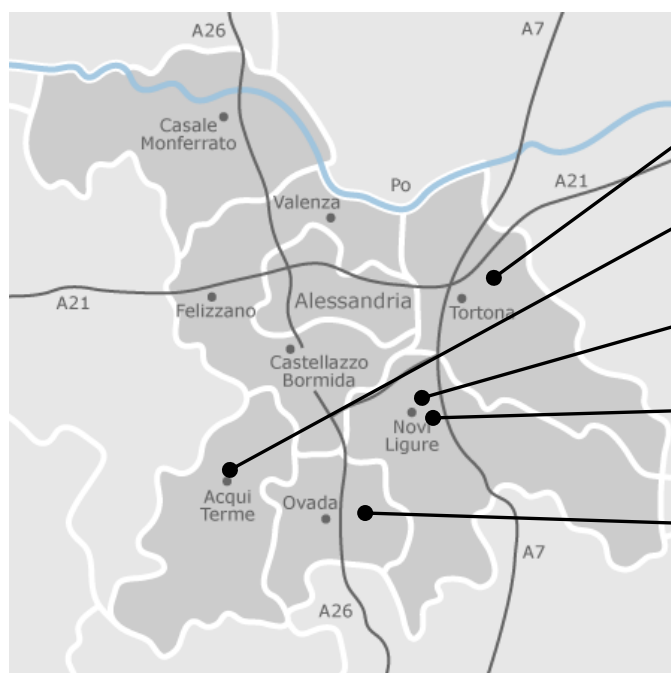 A26
A7
Casale
Monferrato
Po
A21
Valenza
A21
Felizzano
Alessandria
Tortona
Castellazzo
Bormida
Novi
Ligure
Acqui
Terme
Ovada
A7
A26